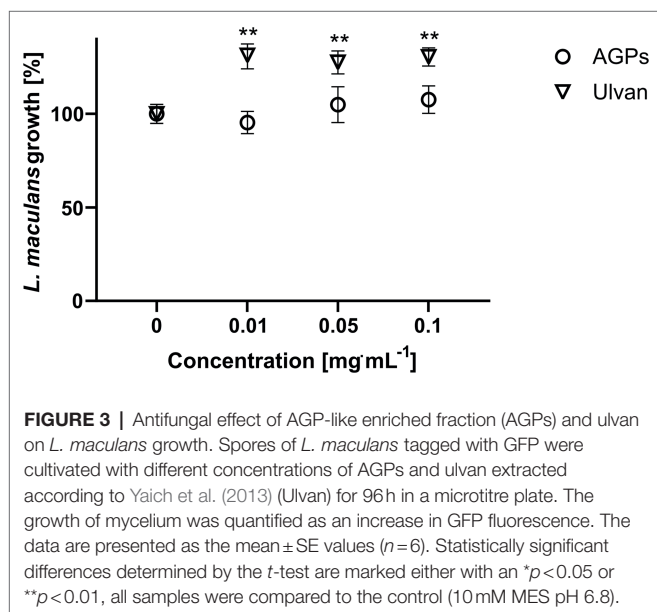 ** ** **
AGPs
Ulvan
L. maculans growth [%]
100
50
0
0 0.01 0.05 0.1
Concentration [mg·mL⁻¹]
FIGURE 3 | Antifungal effect of AGP-like enriched fraction (AGPs) and ulvan
on L. maculans growth. Spores of L. maculans tagged with GFP were
cultivated with different concentrations of AGPs and ulvan extracted
according to Yaich et al. (2013) (Ulvan) for 96 h in a microtitre plate. The
growth of mycelium was quantified as an increase in GFP fluorescence. The
data are presented as the mean ± SE values (n = 6). Statistically significant
differences determined by the t-test are marked either with an *p < 0.05 or
**p < 0.01, all samples were compared to the control (10 mM MES pH 6.8).